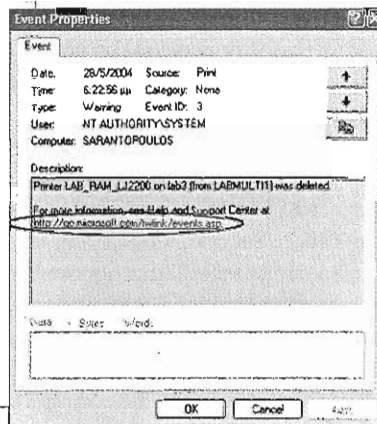 Event Properties
Event
Date: 28/5/2004 Source: Print
Time: 6:22:56 μμ Category: None
Type: Warning Event ID: 3
User: NT AUTHORITY\SYSTEM
Computer: SARANTOPOULOS
Description:
Printer LAB_RAM_LJ2200 on lab3 (from LABMULTI1) was deleted.
For more information, see Help and Support Center at
http://go.microsoft.com/fwlink/events.asp.
Data: Bytes Words
OK Cancel Apply